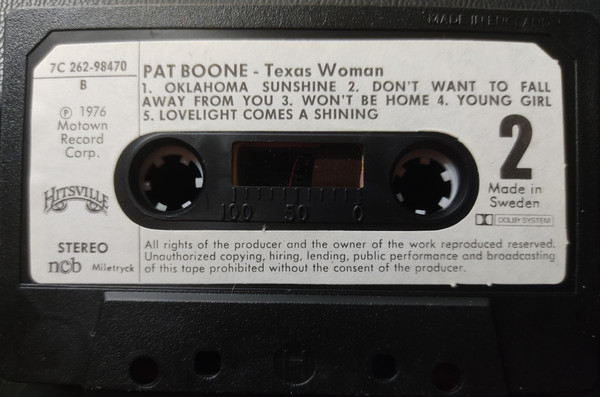 MADE IN ENGLAND
7C 262-98470
B
℗ 1976
Motown
Record
Corp.
HITSVILLE
STEREO
ncb Miletryck
PAT BOONE - Texas Woman
1. OKLAHOMA SUNSHINE 2. DON'T WANT TO FALL
AWAY FROM YOU 3. WON'T BE HOME 4. YOUNG GIRL
5. LOVELIGHT COMES A SHINING
100 50 0
2
Made in
Sweden
DOLBY SYSTEM
All rights of the producer and the owner of the work reproduced reserved.
Unauthorized copying, hiring, lending, public performance and broadcasting
of this tape prohibited without the consent of the producer.